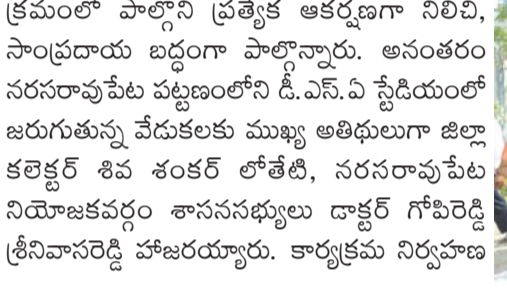 క్రమంలో పాల్గొని ప్రత్యేక ఆకర్షణగా నిలిచి,
సాంప్రదాయ బద్ధంగా పాల్గొన్నారు. అనంతరం
నరసరావుపేట పట్టణంలోని డీ.ఎస్.ఏ స్టేడియంలో
జరుగుతున్న వేడుకలకు ముఖ్య అతిథులుగా జిల్లా
కలెక్టర్ శివ శంకర్ లోతేటి, నరసరావుపేట
నియోజకవర్గం శాసనసభ్యులు డాక్టర్ గోపిరెడ్డి
శ్రీనివాసరెడ్డి హాజరయ్యారు. కార్యక్రమ నిర్వహణ